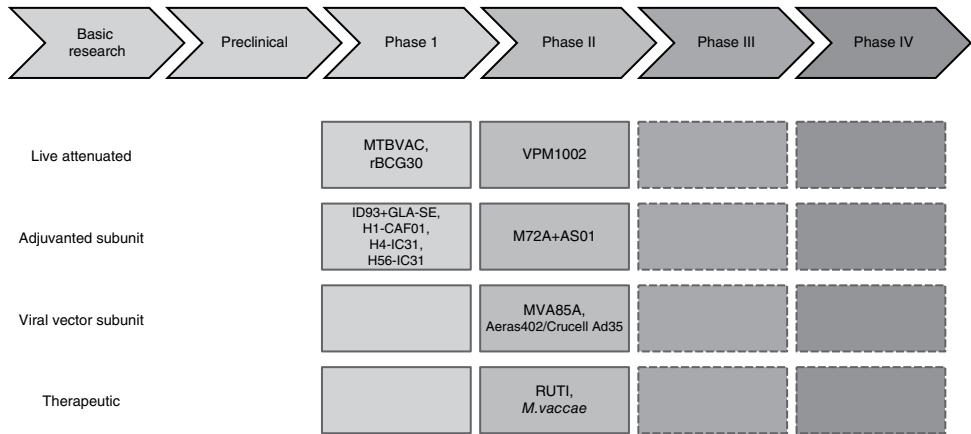 Basic
research
Preclinical
Phase 1
Phase II
Phase III
Phase IV
Live attenuated
MTBVAC,
rBCG30
VPM1002
Adjuvanted subunit
ID93+GLA-SE,
H1-CAF01,
H4-IC31,
H56-IC31
M72A+AS01
Viral vector subunit
MVA85A,
Aeras402/Crucell Ad35
Therapeutic
RUTI,
M.vaccae